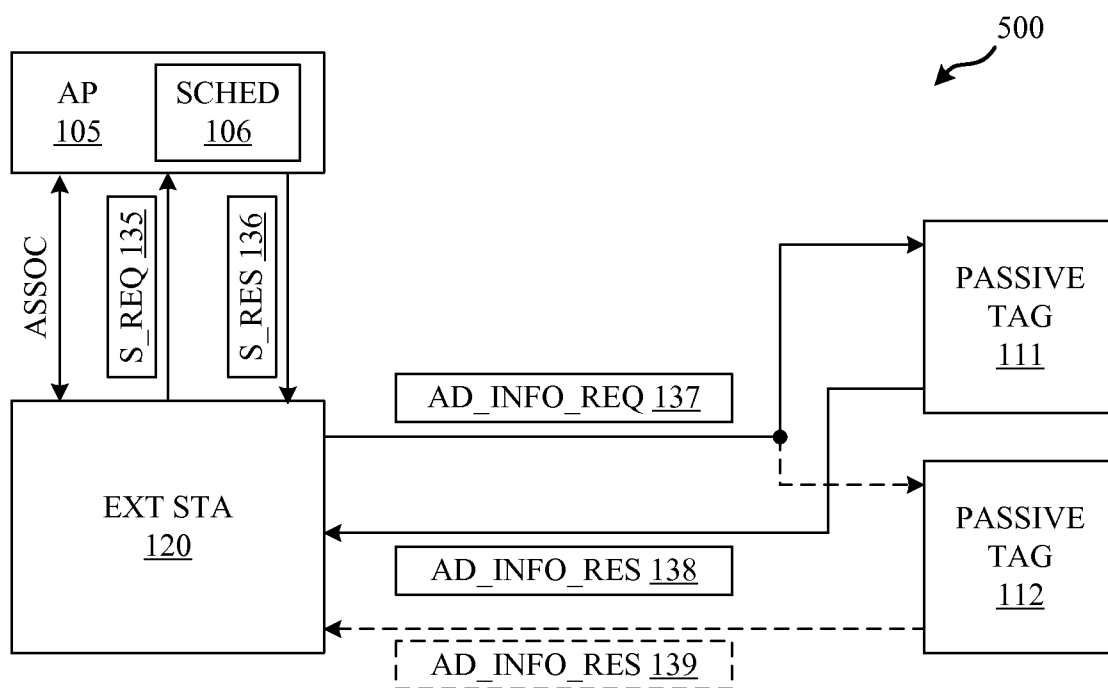 500
AP
105
SCHED
106
ASSOC
S_REQ 135
S_RES 136
PASSIVE
TAG
111
AD_INFO_REQ 137
EXT STA
120
AD_INFO_RES 138
PASSIVE
TAG
112
AD_INFO_RES 139